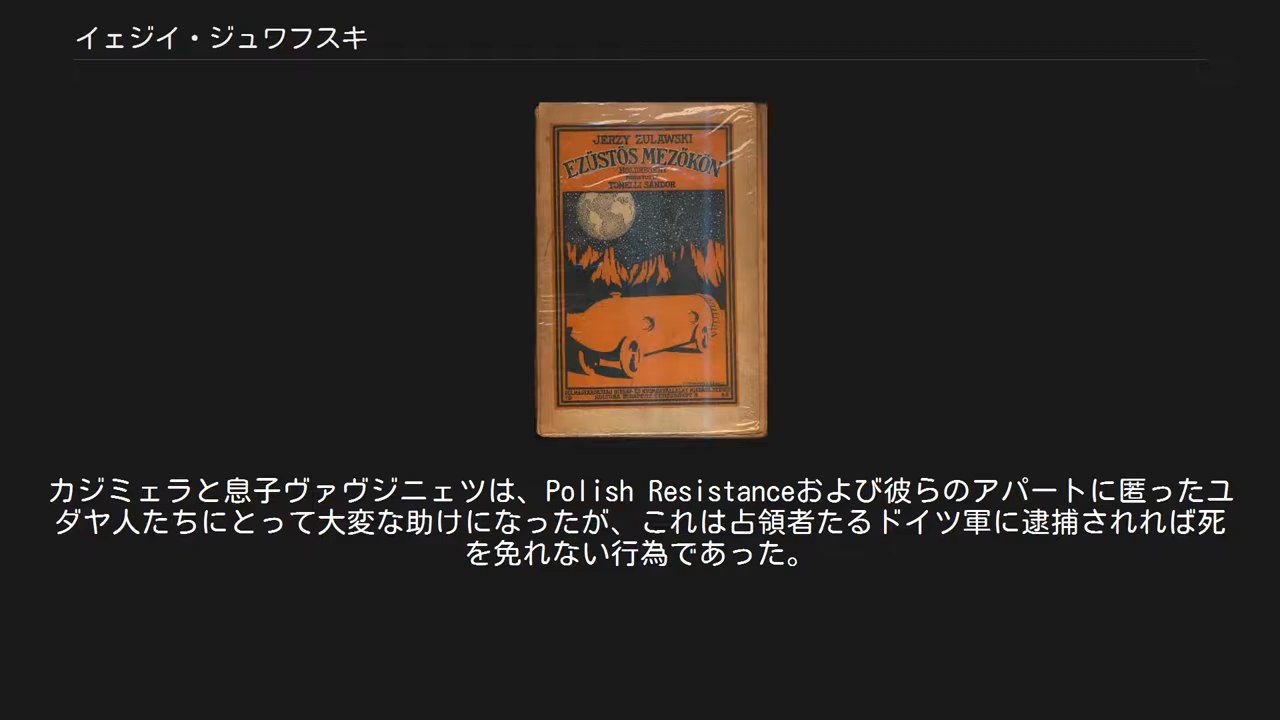 イェジイ・ジュワフスキ
JERZY ZULAWSKI
EZÜSTÖS MEZŐKÖN
TOMELLI SÁNDOR
カジミェラと息子ヴァヴジニェツは、Polish Resistanceおよび彼らのアパートに匿ったユ
ダヤ人たちにとって大変な助けになったが、これは占領者たるドイツ軍に逮捕されれば死
を免れない行為であった。